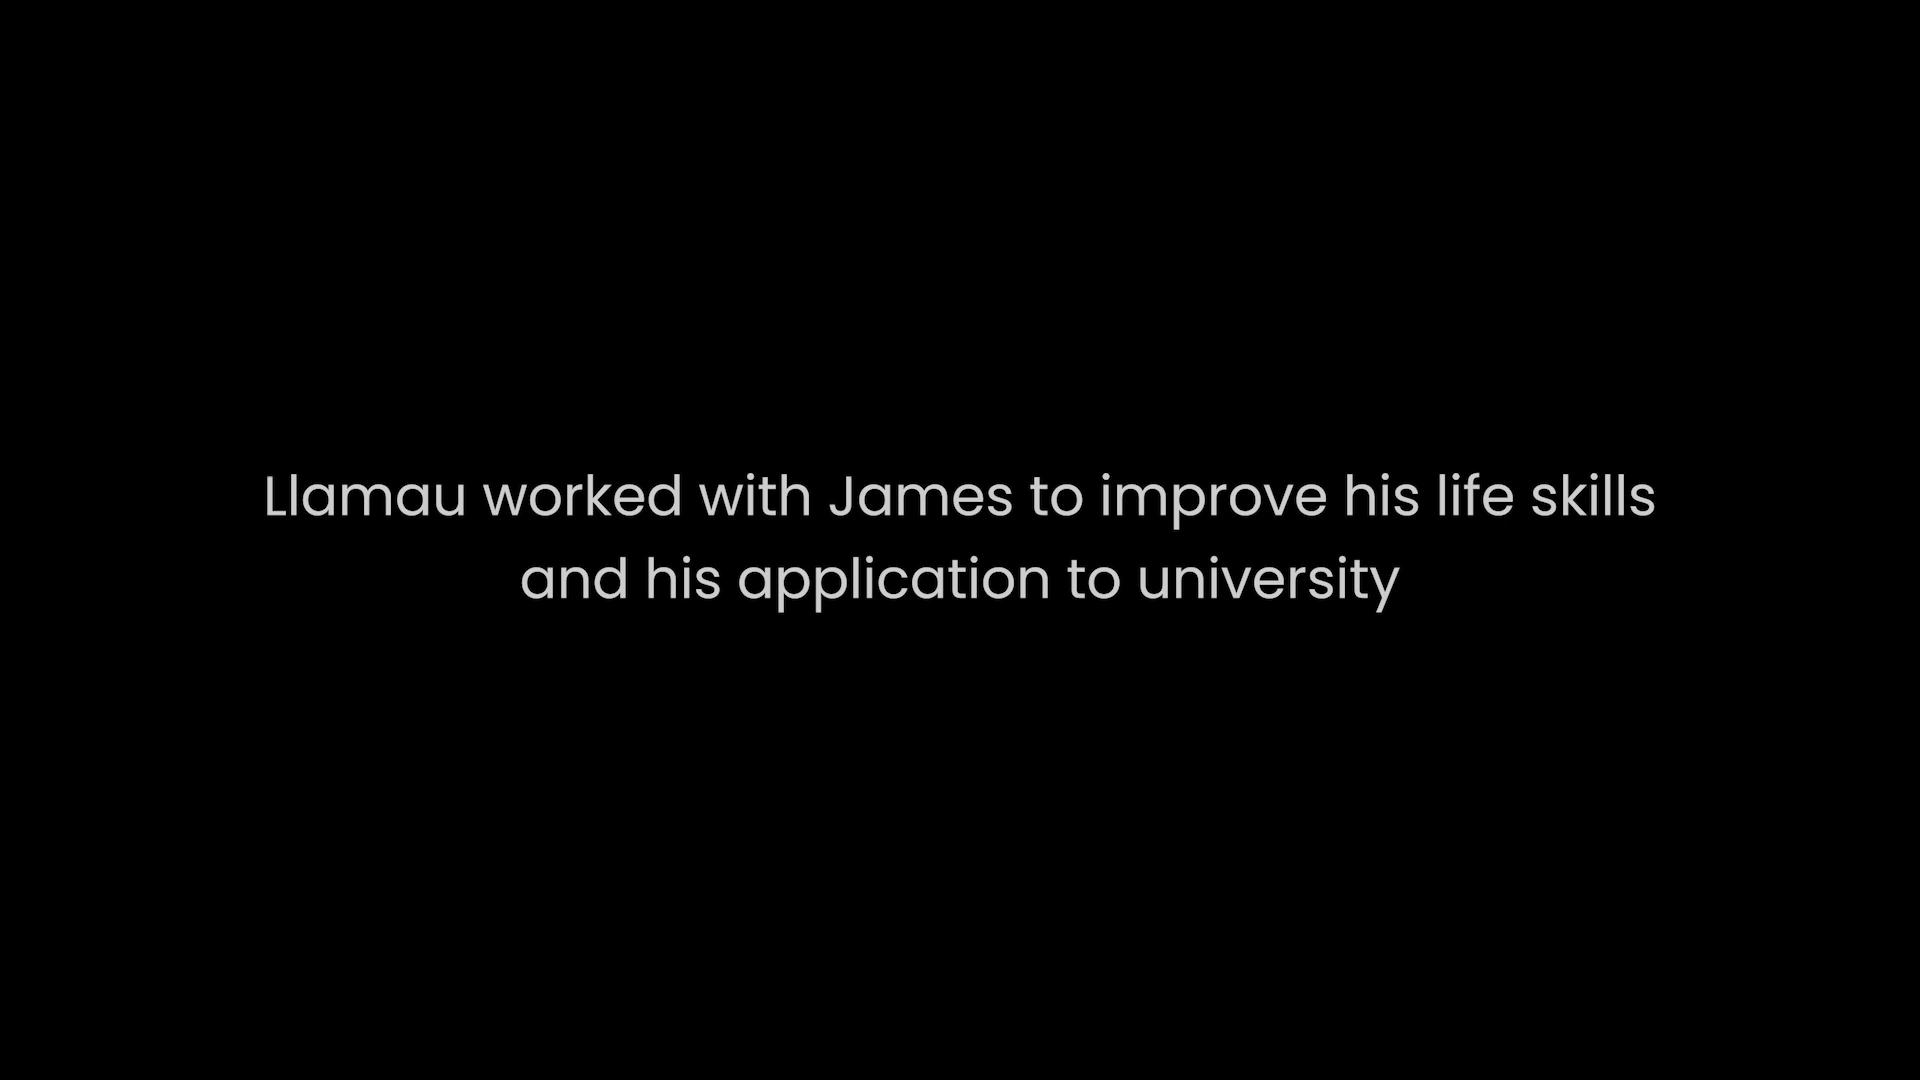 Llamau worked with James to improve his life skills
and his application to university